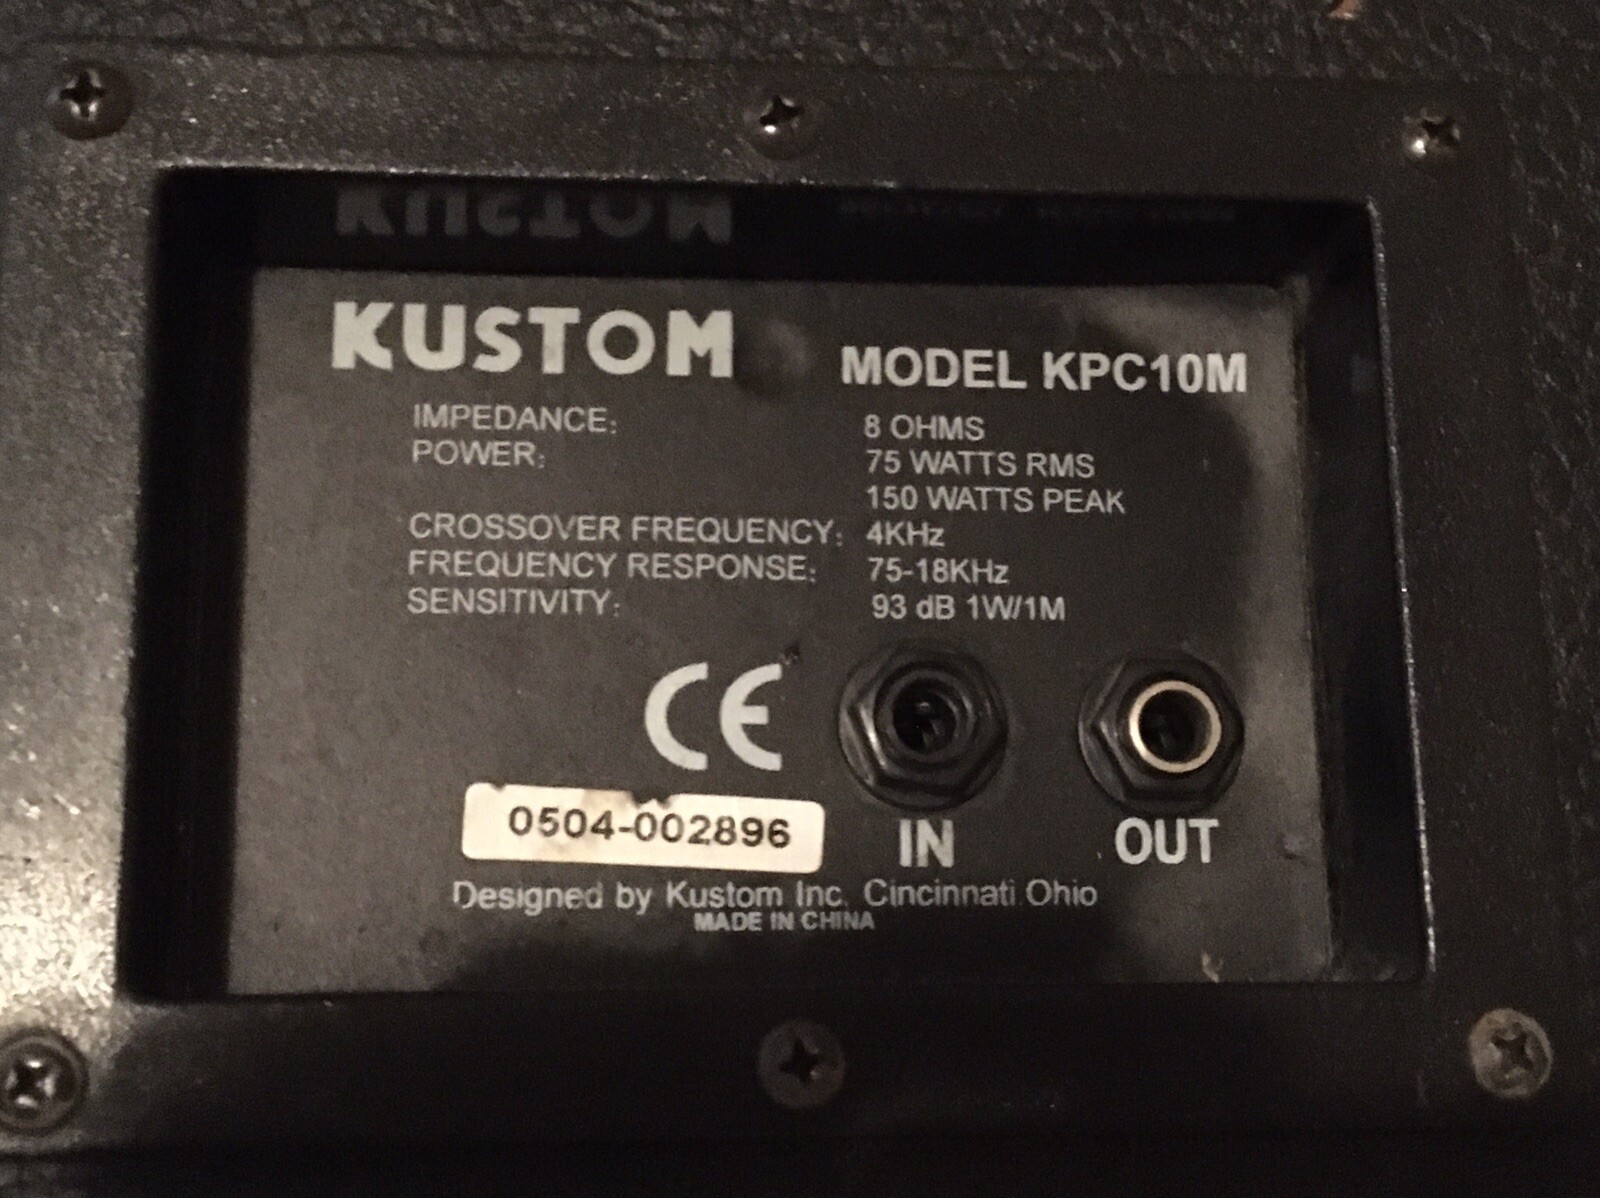 KUSTOM
MODEL KPC10M
IMPEDANCE: 8 OHMS
POWER: 75 WATTS RMS
150 WATTS PEAK
CROSSOVER FREQUENCY: 4KHz
FREQUENCY RESPONSE: 75-18KHz
SENSITIVITY: 93 dB 1W/1M
CE
0504-002896
IN
OUT
Designed by Kustom Inc. Cincinnati Ohio
MADE IN CHINA